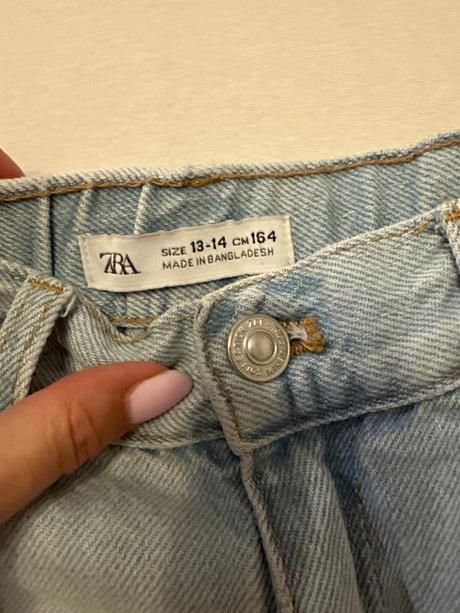 ZARA
SIZE 13-14 CM 164
MADE IN BANGLADESH